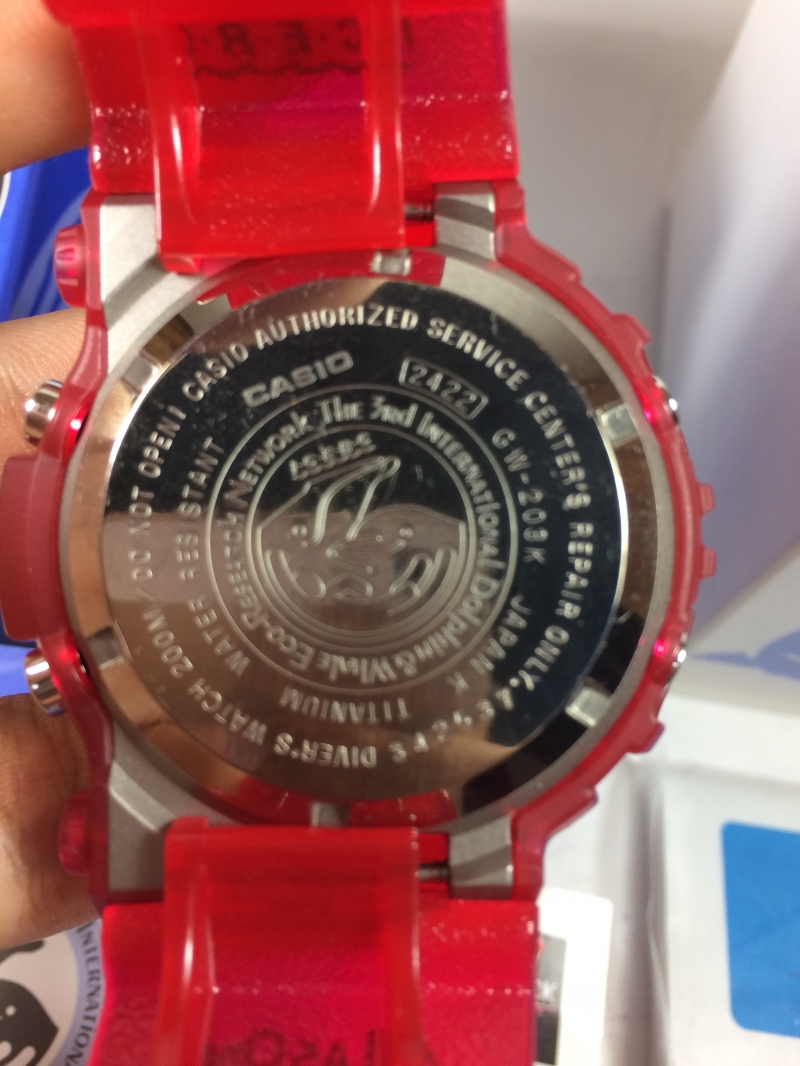 I.C.E.R.C
DO NOT OPEN! CASIO AUTHORIZED SERVICE CENTER'S REPAIR ONLY.
CASIO
2422
GW-203K JAPAN K
TITANIUM
WATER RESISTANT
DIVER'S WATCH 200M/
The 3rd International Dolphin & Whale Eco-Research Network
INTERNATIONAL